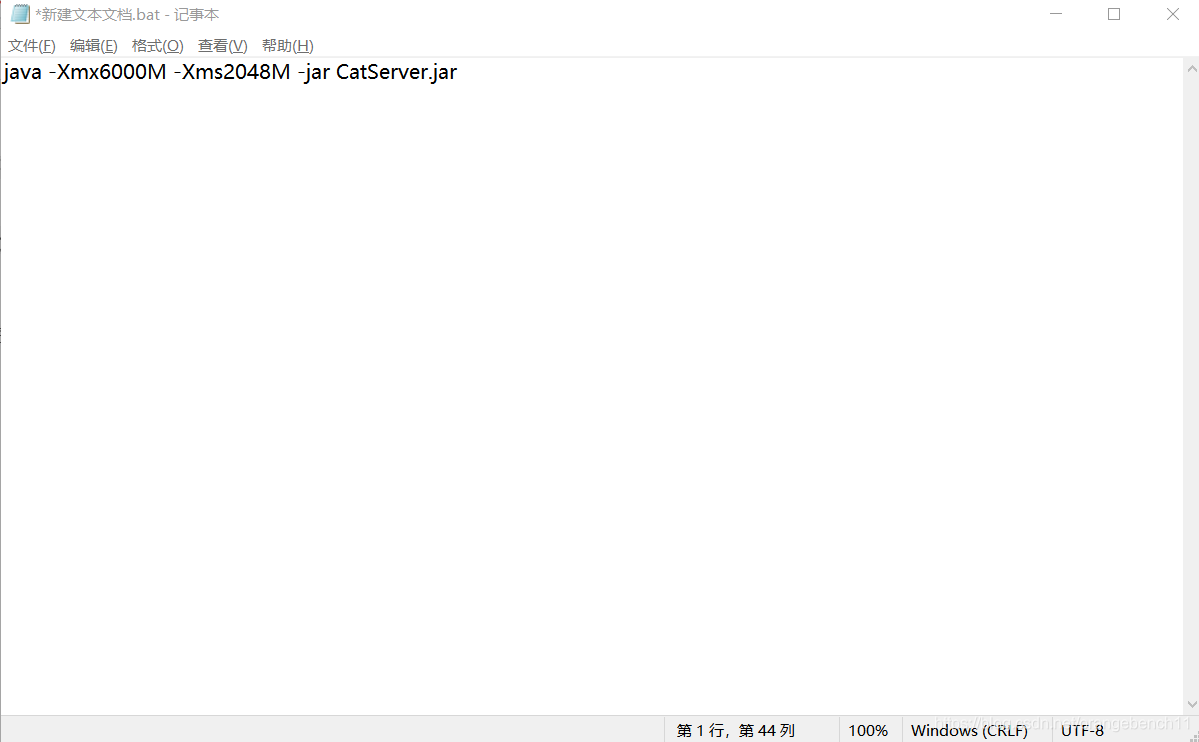 *新建文本文档.bat - 记事本
文件(F) 编辑(E) 格式(O) 查看(V) 帮助(H)
java -Xmx6000M -Xms2048M -jar CatServer.jar
第 1 行，第 44 列 100% Windows (CRLF) UTF-8
https://blog.csdn.net/orangebench11